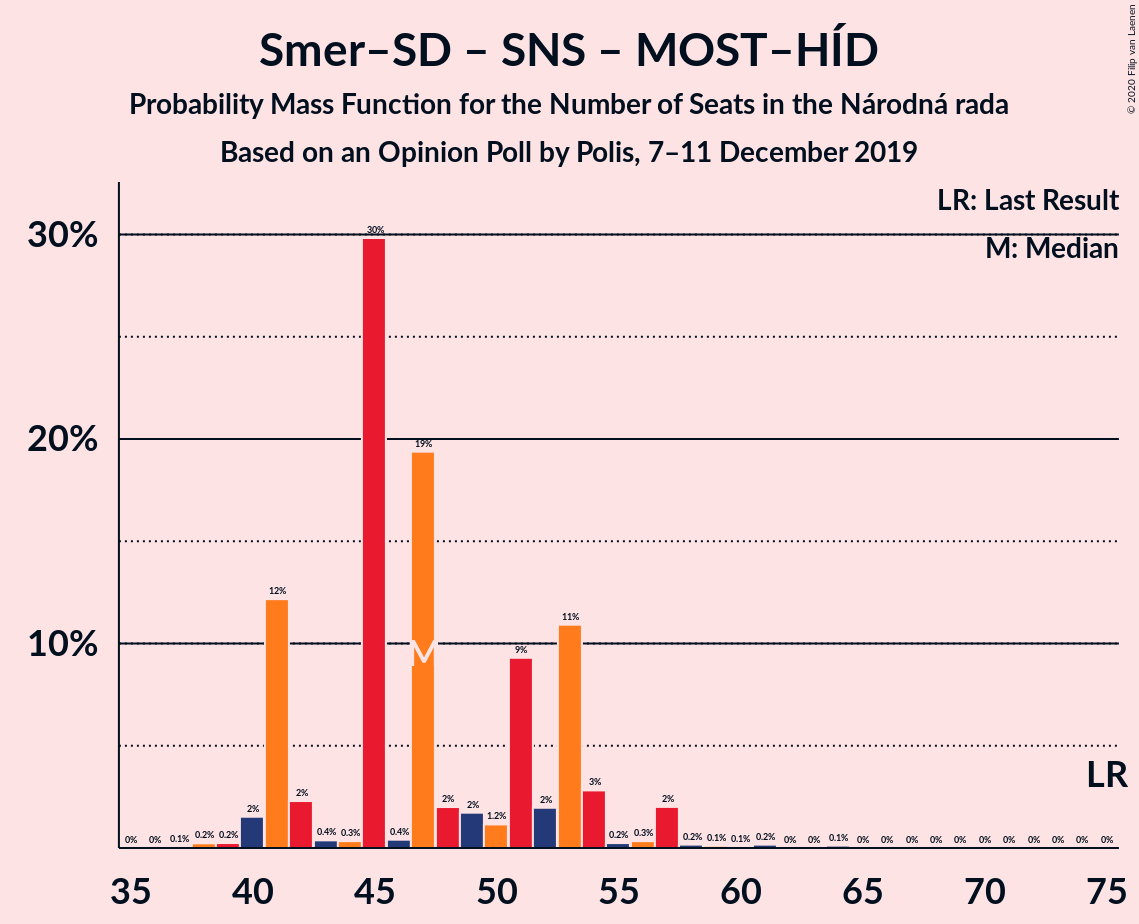 Smer–SD – SNS – MOST–HÍD
Probability Mass Function for the Number of Seats in the Národná rada
Based on an Opinion Poll by Polis, 7–11 December 2019
© 2020 Filip van Laenen
LR: Last Result
M: Median
30%
20%
10%
0% 0% 0.1% 0.2% 0.2% 2% 12% 2% 0.4% 0.3% 30% 0.4% 19% 2% 2% 1.2% 9% 2% 11% 3% 0.2% 0.3% 2% 0.2% 0.1% 0.1% 0.2% 0% 0% 0.1% 0% 0% 0% 0% 0% 0% 0% 0% 0% 0% 0%
M
LR
35 40 45 50 55 60 65 70 75